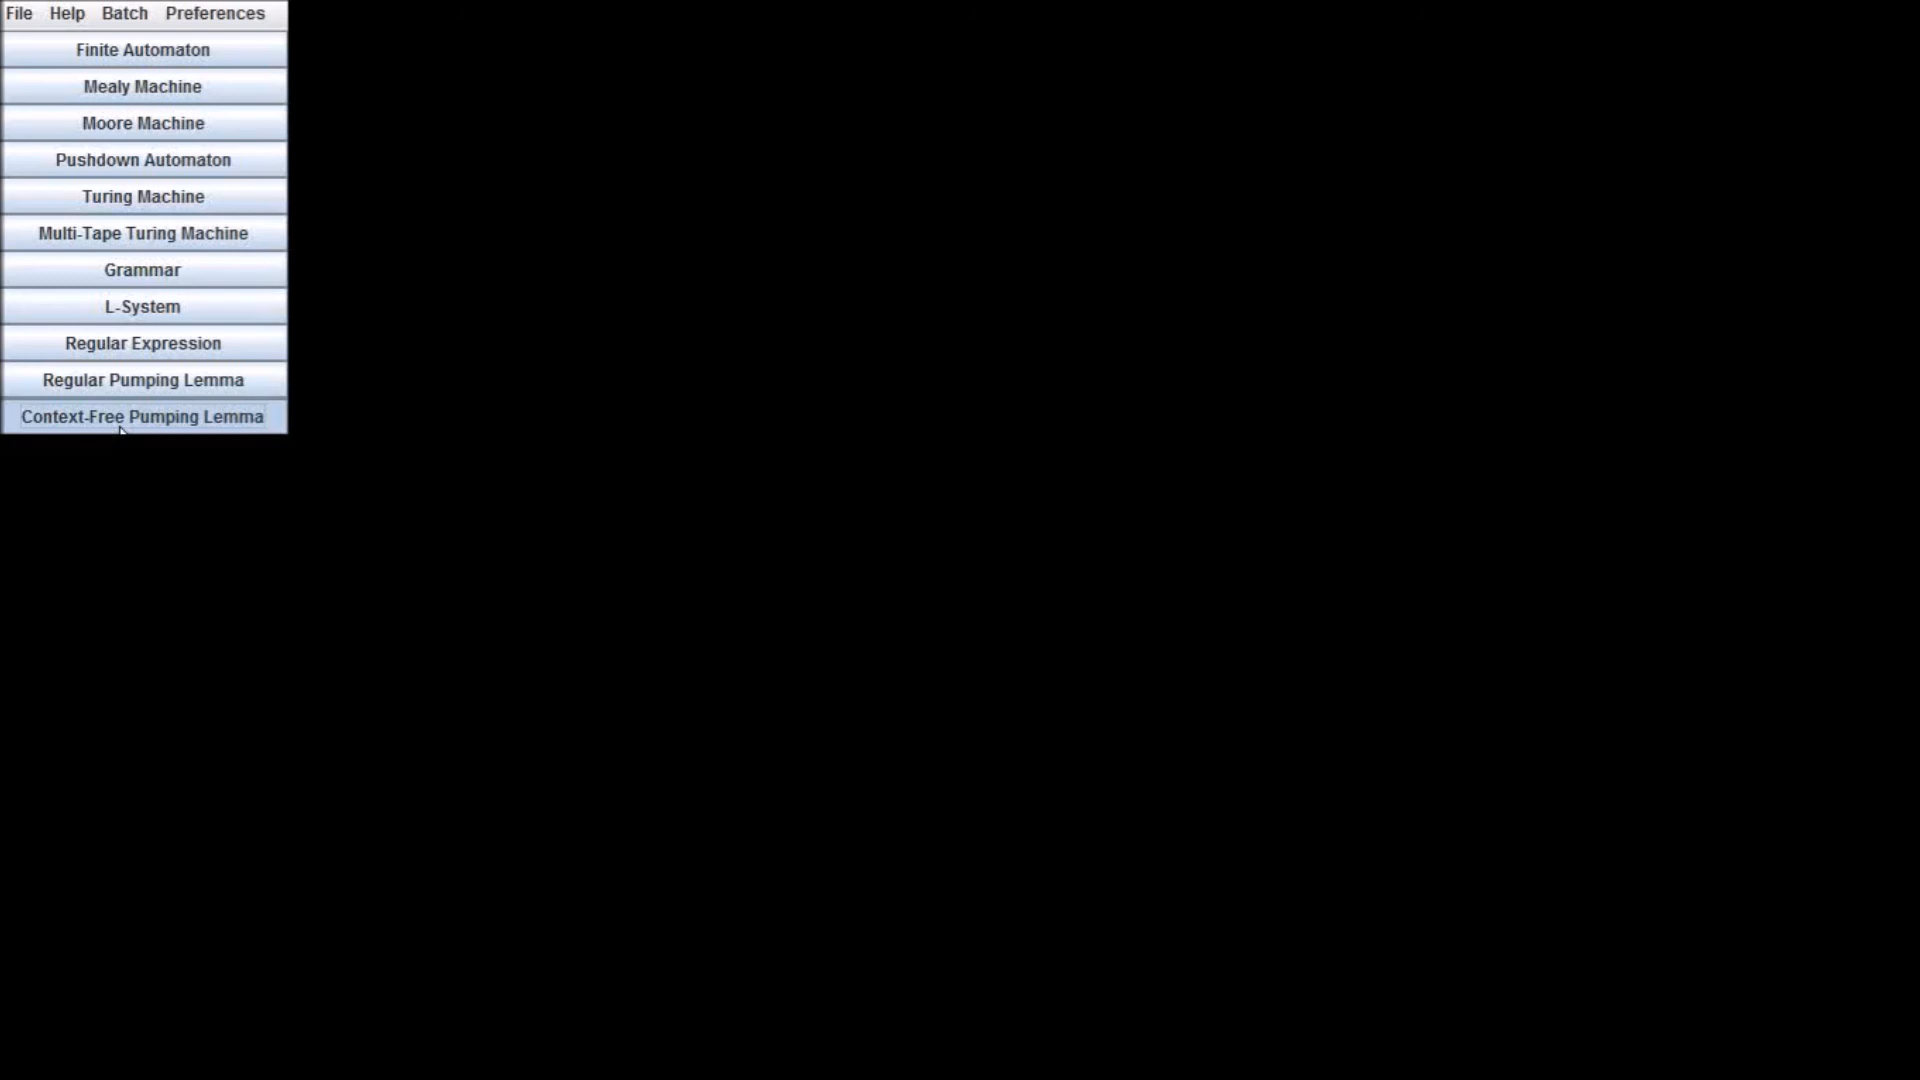 File Help Batch Preferences
Finite Automaton
Mealy Machine
Moore Machine
Pushdown Automaton
Turing Machine
Multi-Tape Turing Machine
Grammar
L-System
Regular Expression
Regular Pumping Lemma
Context-Free Pumping Lemma